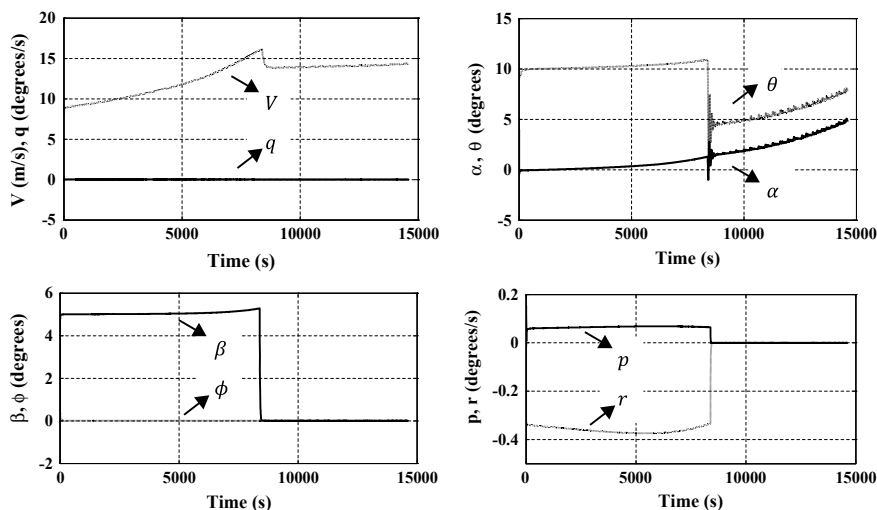 V (m/s), q (degrees/s)
20
15
10
5
0
-5
V
q
0
5000
10000
15000
Time (s)
α, θ (degrees)
15
10
5
0
-5
θ
α
0
5000
10000
15000
Time (s)
β, ϕ (degrees)
6
4
2
0
-2
β
ϕ
0
5000
10000
15000
Time (s)
p, r (degrees/s)
0.2
0
-0.2
-0.4
p
r
0
5000
10000
15000
Time (s)